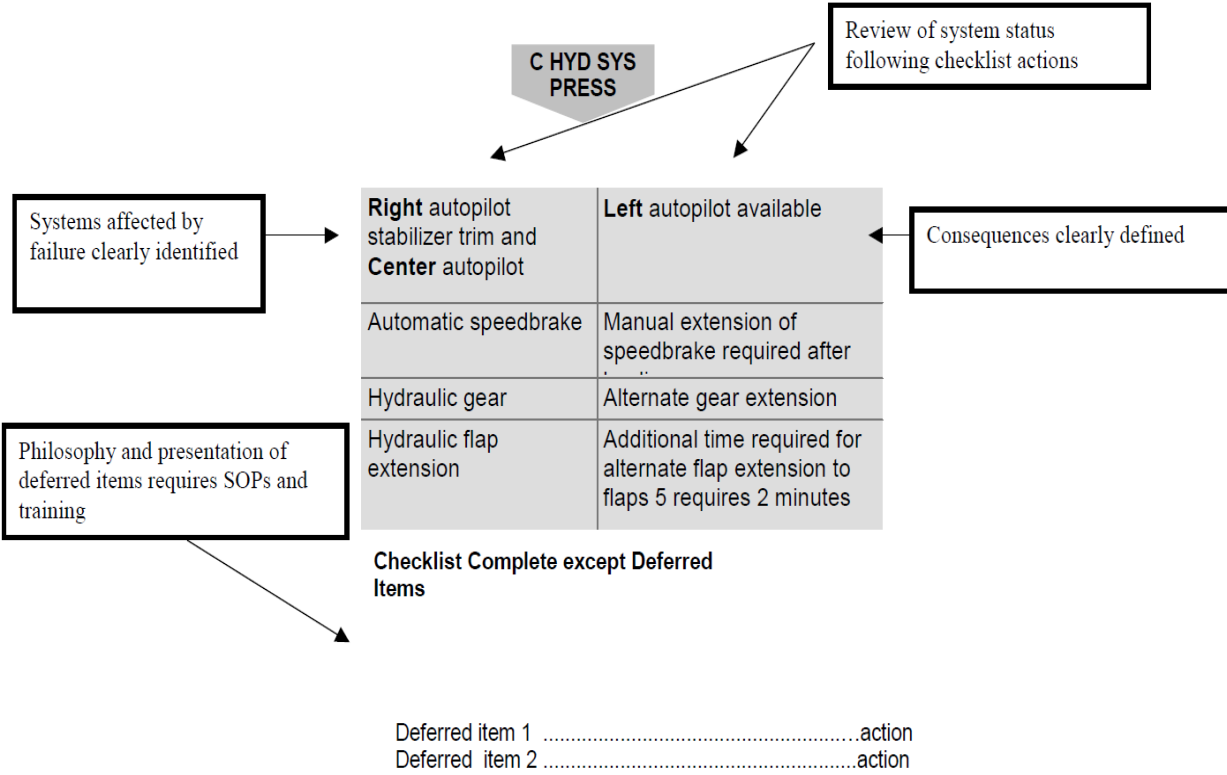 Review of system status
following checklist actions
C HYD SYS
PRESS
Systems affected by
failure clearly identified
Right autopilot
stabilizer trim and
Center autopilot
Left autopilot available
Consequences clearly defined
Automatic speedbrake
Manual extension of
speedbrake required after
Hydraulic gear
Alternate gear extension
Hydraulic flap
extension
Additional time required for
alternate flap extension to
flaps 5 requires 2 minutes
Philosophy and presentation of
deferred items requires SOPs and
training
Checklist Complete except Deferred
Items
Deferred item 1 ............................................................action
Deferred item 2 ............................................................action